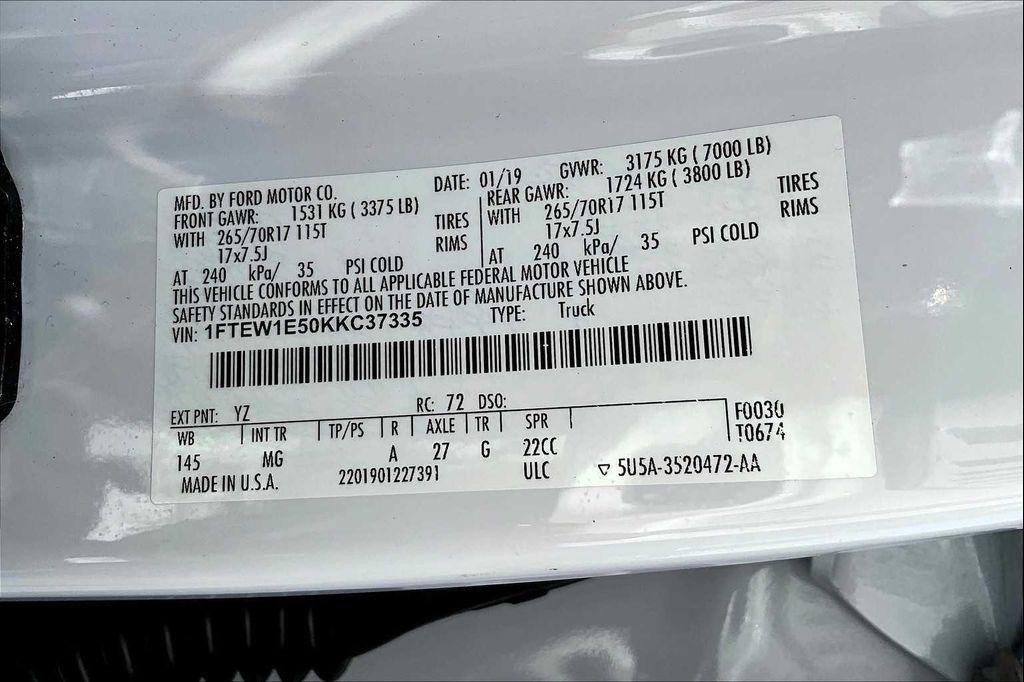 MFD. BY FORD MOTOR CO. DATE: 01/19 GVWR: 3175 KG ( 7000 LB)
FRONT GAWR: 1531 KG ( 3375 LB) REAR GAWR: 1724 KG ( 3800 LB)
WITH 265/70R17 115T TIRES WITH 265/70R17 115T TIRES
17x7.5J RIMS 17x7.5J RIMS
AT 240 kPa/ 35 PSI COLD AT 240 kPa/ 35 PSI COLD
THIS VEHICLE CONFORMS TO ALL APPLICABLE FEDERAL MOTOR VEHICLE
SAFETY STANDARDS IN EFFECT ON THE DATE OF MANUFACTURE SHOWN ABOVE.
VIN: 1FTEW1E50KKC37335 TYPE: Truck
EXT PNT: YZ RC: 72 DSO:
WB INT TR TP/PS R AXLE TR SPR F0030
145 MG A 27 G 22CC T0674
MADE IN U.S.A. 2201901227391 ULC ▽ 5U5A-3520472-AA